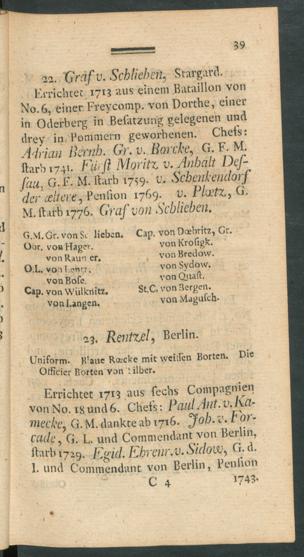 39
22. Graf v. Schlieben, Stargard.
Errichtet 1713 aus einem Bataillon von
No. 6, einer Freycomp. von Dorthe, einer
in Oderberg in Besatzung gelegenen und
drey in Pommern geworbenen. Chefs:
Adrian Bernh. Gr. v. Borcke, G. F. M.
starb 1741. Fürst Moritz v. Anhalt Des-
sau, G. F. M. starb 1759. v. Schenkendorf
der ældere, Pension 1769. v. Plœtz, G.
M. starb 1776. Graf von Schlieben.
G.M. Gr. von Schlieben.
Obr. von Hager.
von Raumer.
O.L. von Lentz.
von Bose.
Cap. von Wülknitz.
von Langen.
Cap. von Dœbritz, Gr.
von Krosigk.
von Bredow.
von Sydow.
von Quast.
St.C. von Bergen.
von Magusch.
23. Rentzel, Berlin.
Uniform. Blaue Rœcke mit weissen Borten. Die
Officier Borten von Silber.
Errichtet 1713 aus sechs Compagnien
von No. 18 und 6. Chefs: Paul Ant. v. Ka-
mecke, G. M. dankte ab 1716. Joh. v. For-
cade, G. L. und Commendant von Berlin,
starb 1729. Egid. Ehrenr. v. Sidow, G. d.
I. und Commendant von Berlin, Pension
C 4
1743.